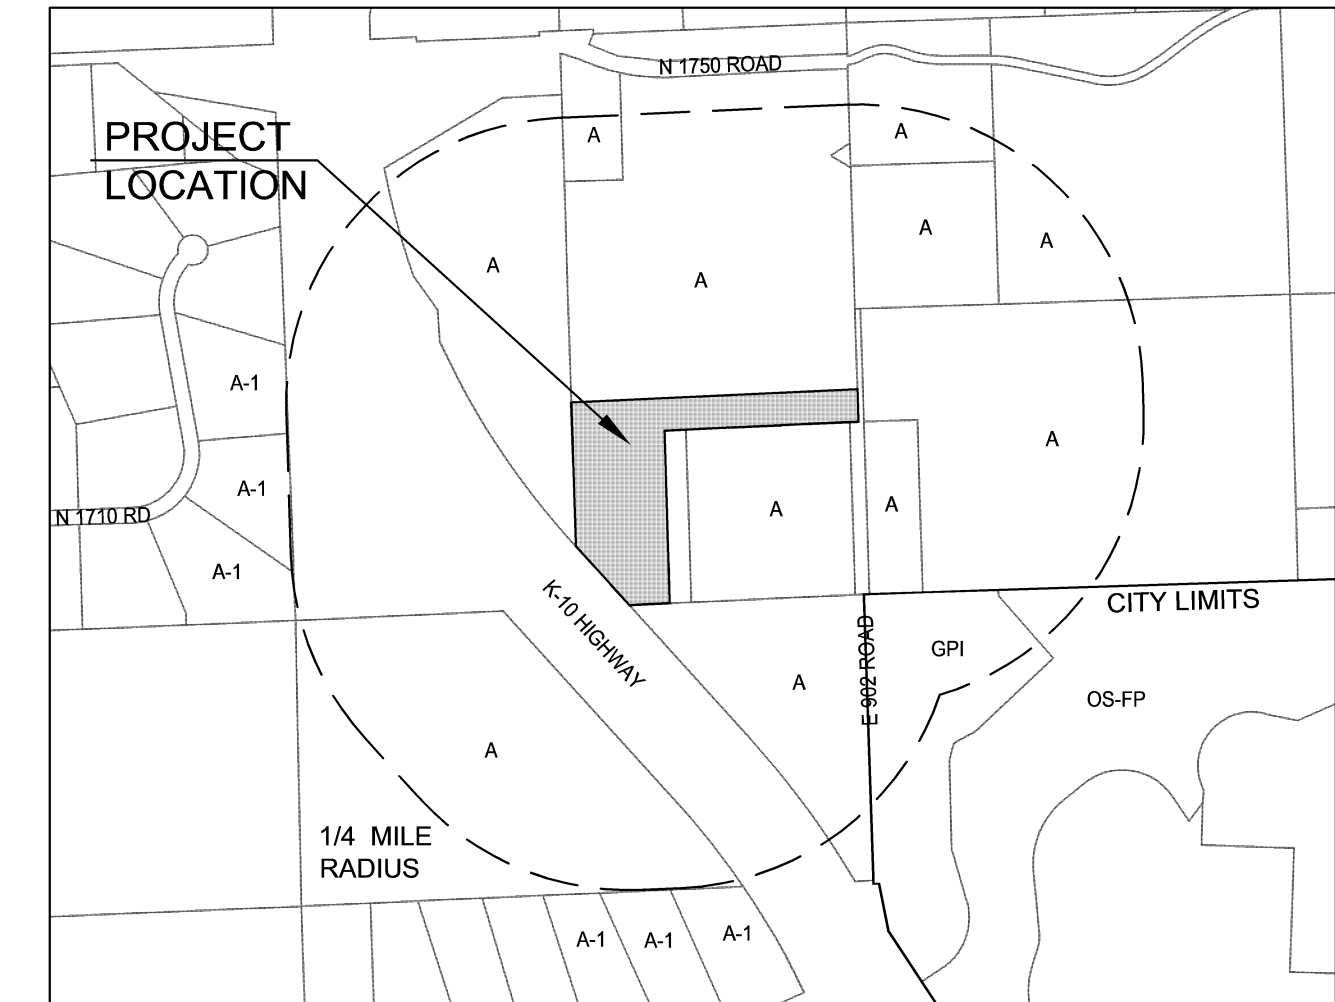 N 1750 ROAD
A
A
PROJECT
LOCATION
A
A
A
A
A-1
A
A-1
A
A
N 1710 RD
A-1
K-10 HIGHWAY
CITY LIMITS
E 902 ROAD
GPI
A
OS-FP
A
1/4 MILE
RADIUS
A-1
A-1
A-1